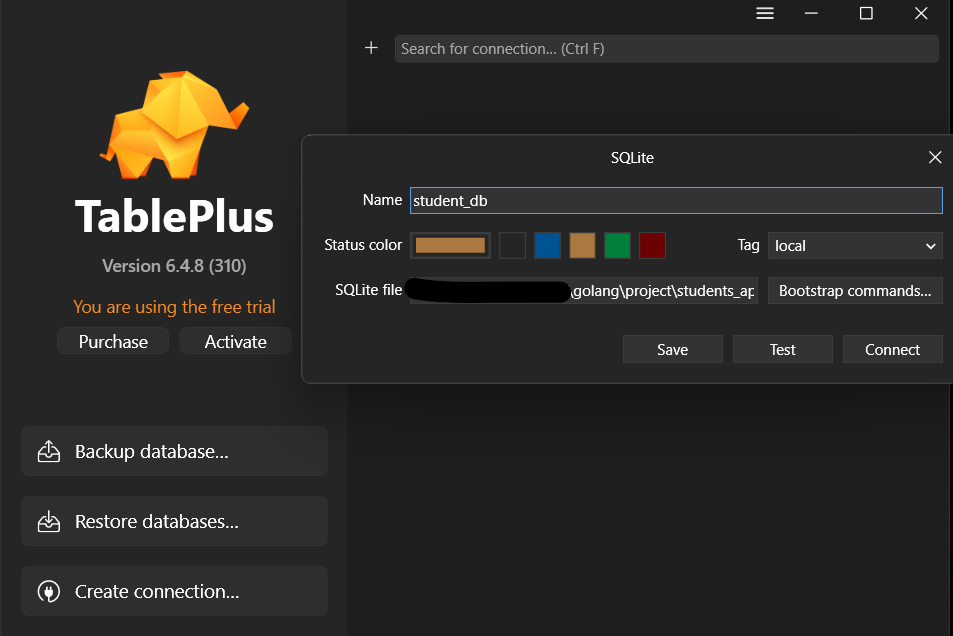 Search for connection... (Ctrl F)
TablePlus
Version 6.4.8 (310)
You are using the free trial
Purchase
Activate
Backup database...
Restore databases...
Create connection...
SQLite
Name
student_db
Status color
Tag
local
SQLite file
\golang\project\students_ap
Bootstrap commands...
Save
Test
Connect